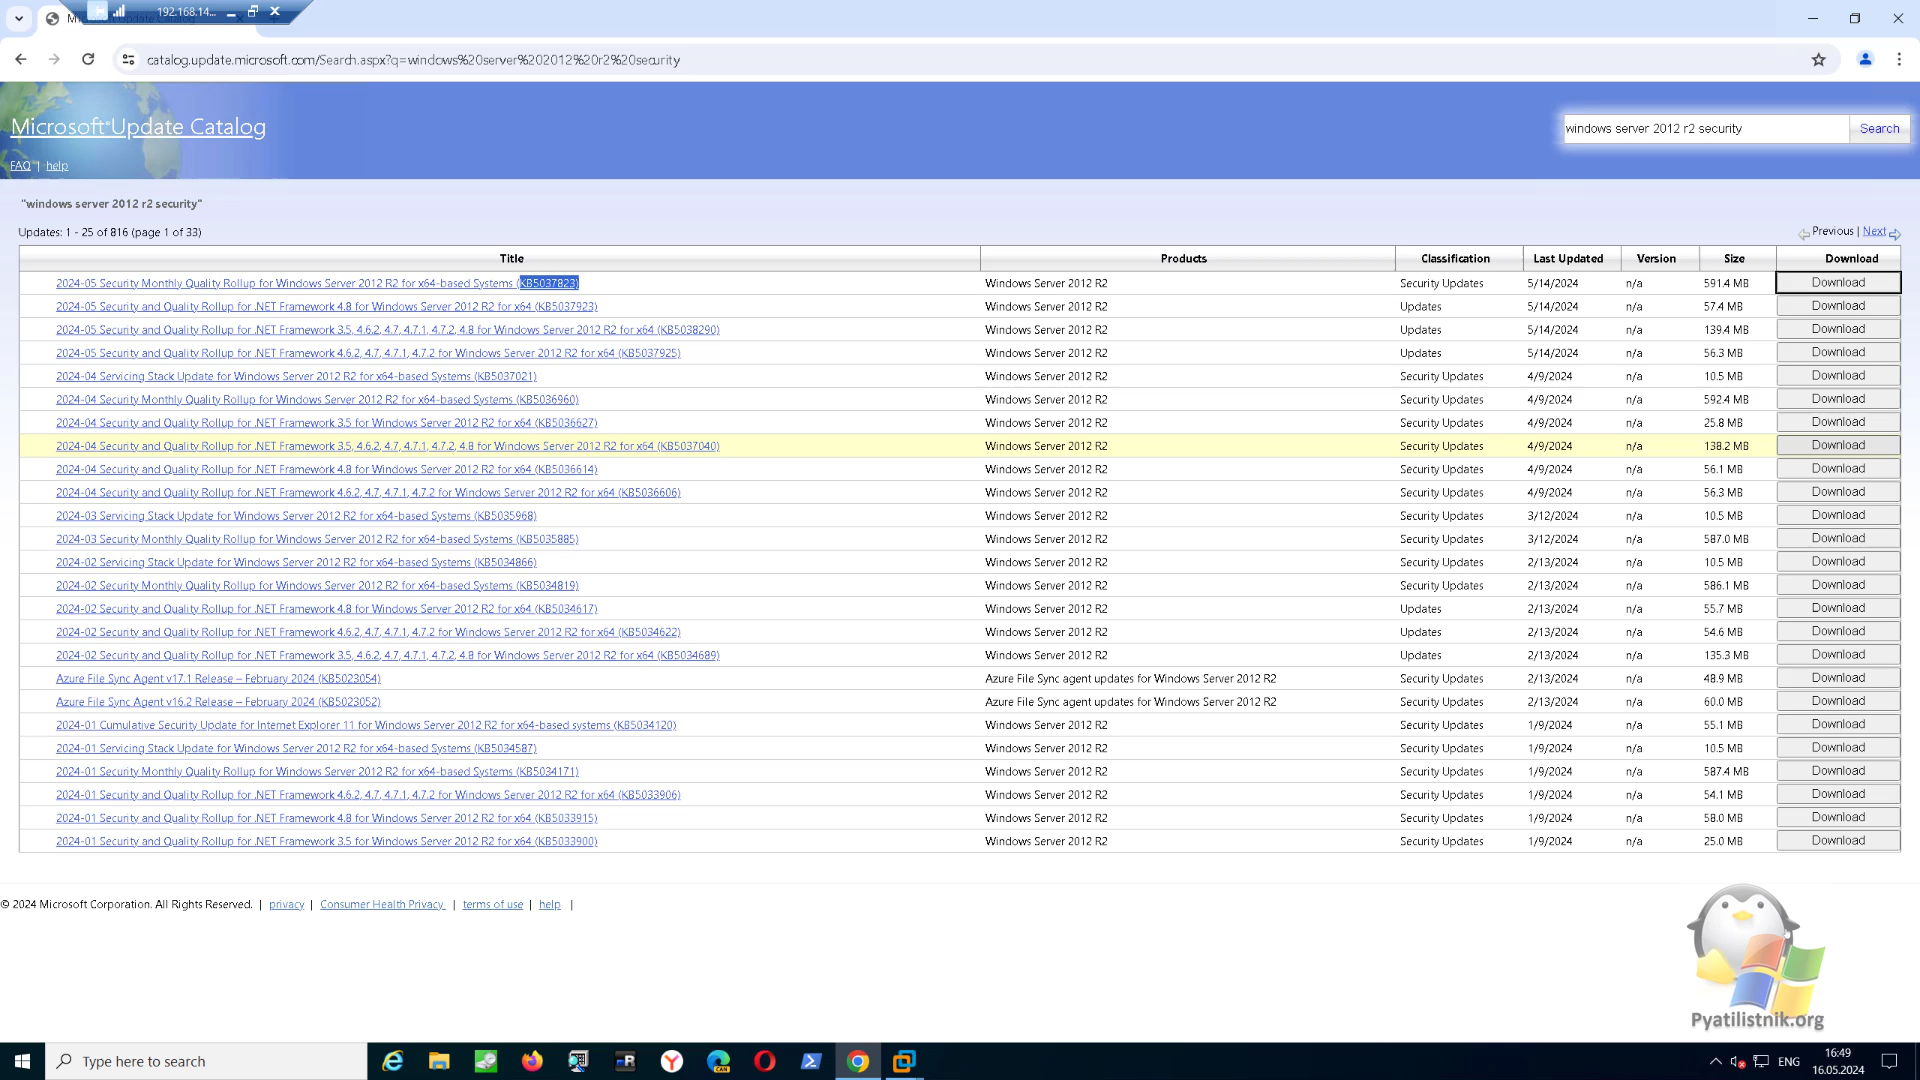 192.168.14...
catalog.update.microsoft.com/Search.aspx?q=windows%20server%202012%20r2%20security
Microsoft Update Catalog
windows server 2012 r2 security Search
FAQ | help
"windows server 2012 r2 security"
Updates: 1 - 25 of 816 (page 1 of 33) Previous | Next
Title Products Classification Last Updated Version Size Download
2024-05 Security Monthly Quality Rollup for Windows Server 2012 R2 for x64-based Systems (KB5037823) Windows Server 2012 R2 Security Updates 5/14/2024 n/a 591.4 MB Download
2024-05 Security and Quality Rollup for .NET Framework 4.8 for Windows Server 2012 R2 for x64 (KB5037923) Windows Server 2012 R2 Updates 5/14/2024 n/a 57.4 MB Download
2024-05 Security and Quality Rollup for .NET Framework 3.5, 4.6.2, 4.7, 4.7.1, 4.7.2, 4.8 for Windows Server 2012 R2 for x64 (KB5038290) Windows Server 2012 R2 Updates 5/14/2024 n/a 139.4 MB Download
2024-05 Security and Quality Rollup for .NET Framework 4.6.2, 4.7, 4.7.1, 4.7.2 for Windows Server 2012 R2 for x64 (KB5037925) Windows Server 2012 R2 Updates 5/14/2024 n/a 56.3 MB Download
2024-04 Servicing Stack Update for Windows Server 2012 R2 for x64-based Systems (KB5037021) Windows Server 2012 R2 Security Updates 4/9/2024 n/a 10.5 MB Download
2024-04 Security Monthly Quality Rollup for Windows Server 2012 R2 for x64-based Systems (KB5036960) Windows Server 2012 R2 Security Updates 4/9/2024 n/a 592.4 MB Download
2024-04 Security and Quality Rollup for .NET Framework 3.5 for Windows Server 2012 R2 for x64 (KB5036627) Windows Server 2012 R2 Security Updates 4/9/2024 n/a 25.8 MB Download
2024-04 Security and Quality Rollup for .NET Framework 3.5, 4.6.2, 4.7, 4.7.1, 4.7.2, 4.8 for Windows Server 2012 R2 for x64 (KB5037040) Windows Server 2012 R2 Security Updates 4/9/2024 n/a 138.2 MB Download
2024-04 Security and Quality Rollup for .NET Framework 4.8 for Windows Server 2012 R2 for x64 (KB5036614) Windows Server 2012 R2 Security Updates 4/9/2024 n/a 56.1 MB Download
2024-04 Security and Quality Rollup for .NET Framework 4.6.2, 4.7, 4.7.1, 4.7.2 for Windows Server 2012 R2 for x64 (KB5036606) Windows Server 2012 R2 Security Updates 4/9/2024 n/a 56.3 MB Download
2024-03 Servicing Stack Update for Windows Server 2012 R2 for x64-based Systems (KB5035968) Windows Server 2012 R2 Security Updates 3/12/2024 n/a 10.5 MB Download
2024-03 Security Monthly Quality Rollup for Windows Server 2012 R2 for x64-based Systems (KB5035885) Windows Server 2012 R2 Security Updates 3/12/2024 n/a 587.0 MB Download
2024-02 Servicing Stack Update for Windows Server 2012 R2 for x64-based Systems (KB5034866) Windows Server 2012 R2 Security Updates 2/13/2024 n/a 10.5 MB Download
2024-02 Security Monthly Quality Rollup for Windows Server 2012 R2 for x64-based Systems (KB5034819) Windows Server 2012 R2 Security Updates 2/13/2024 n/a 586.1 MB Download
2024-02 Security and Quality Rollup for .NET Framework 4.8 for Windows Server 2012 R2 for x64 (KB5034617) Windows Server 2012 R2 Updates 2/13/2024 n/a 55.7 MB Download
2024-02 Security and Quality Rollup for .NET Framework 4.6.2, 4.7, 4.7.1, 4.7.2 for Windows Server 2012 R2 for x64 (KB5034622) Windows Server 2012 R2 Updates 2/13/2024 n/a 54.6 MB Download
2024-02 Security and Quality Rollup for .NET Framework 3.5, 4.6.2, 4.7, 4.7.1, 4.7.2, 4.8 for Windows Server 2012 R2 for x64 (KB5034689) Windows Server 2012 R2 Updates 2/13/2024 n/a 135.3 MB Download
Azure File Sync Agent v17.1 Release – February 2024 (KB5023054) Azure File Sync agent updates for Windows Server 2012 R2 Security Updates 2/13/2024 n/a 48.9 MB Download
Azure File Sync Agent v16.2 Release – February 2024 (KB5023052) Azure File Sync agent updates for Windows Server 2012 R2 Security Updates 2/13/2024 n/a 60.0 MB Download
2024-01 Cumulative Security Update for Internet Explorer 11 for Windows Server 2012 R2 for x64-based systems (KB5034120) Windows Server 2012 R2 Security Updates 1/9/2024 n/a 55.1 MB Download
2024-01 Servicing Stack Update for Windows Server 2012 R2 for x64-based Systems (KB5034587) Windows Server 2012 R2 Security Updates 1/9/2024 n/a 10.5 MB Download
2024-01 Security Monthly Quality Rollup for Windows Server 2012 R2 for x64-based Systems (KB5034171) Windows Server 2012 R2 Security Updates 1/9/2024 n/a 587.4 MB Download
2024-01 Security and Quality Rollup for .NET Framework 4.6.2, 4.7, 4.7.1, 4.7.2 for Windows Server 2012 R2 for x64 (KB5033906) Windows Server 2012 R2 Security Updates 1/9/2024 n/a 54.1 MB Download
2024-01 Security and Quality Rollup for .NET Framework 4.8 for Windows Server 2012 R2 for x64 (KB5033915) Windows Server 2012 R2 Security Updates 1/9/2024 n/a 58.0 MB Download
2024-01 Security and Quality Rollup for .NET Framework 3.5 for Windows Server 2012 R2 for x64 (KB5033900) Windows Server 2012 R2 Security Updates 1/9/2024 n/a 25.0 MB Download
© 2024 Microsoft Corporation. All Rights Reserved. | privacy | Consumer Health Privacy | terms of use | help |
Pyatilistnik.org
Type here to search
CAN
ENG
16:49
16.05.2024